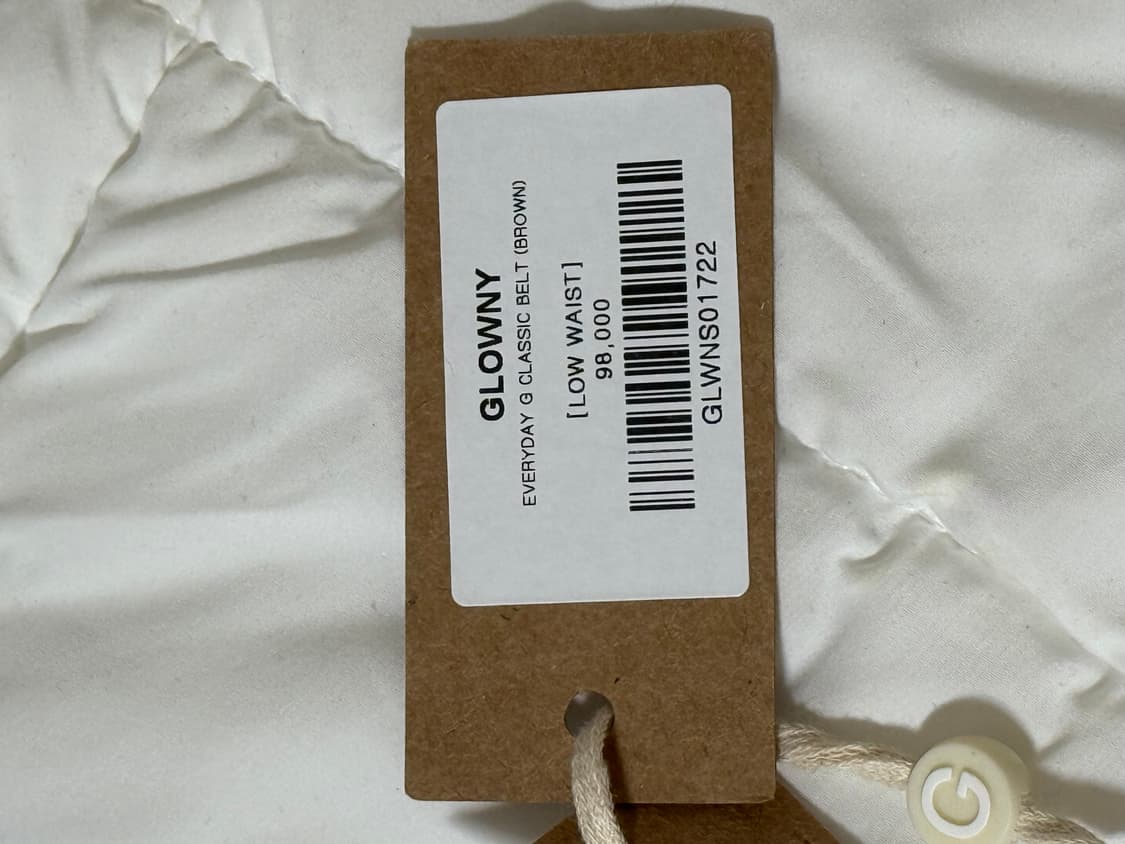 GLOWNY
EVERYDAY G CLASSIC BELT (BROWN)
[LOW WAIST]
98,000
GLWNS01722
G